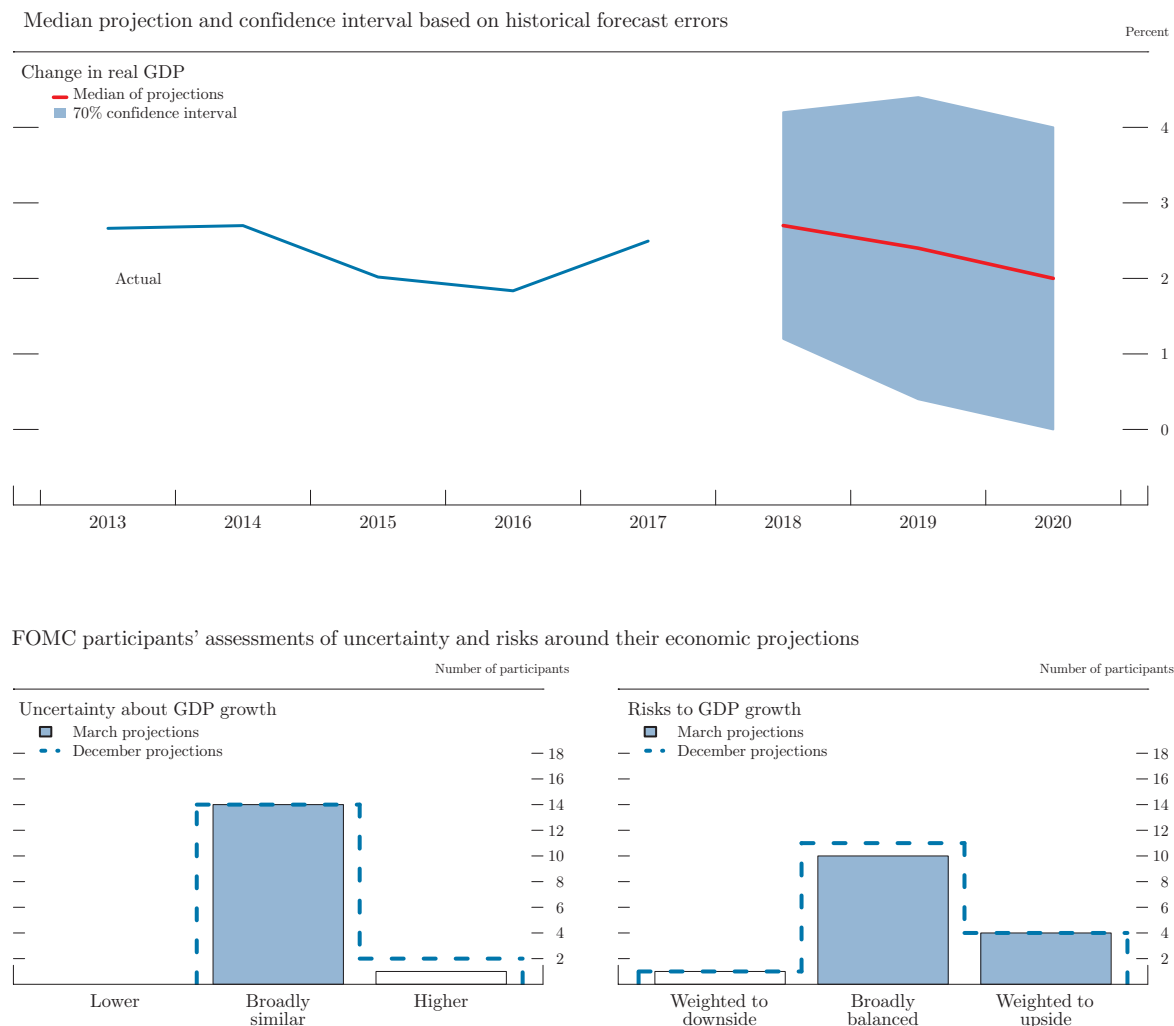 Median projection and confidence interval based on historical forecast errors
Percent
Change in real GDP
Median of projections
70% confidence interval
4
3
2
1
0
Actual
2013 2014 2015 2016 2017 2018 2019 2020
FOMC participants’ assessments of uncertainty and risks around their economic projections
Number of participants
Uncertainty about GDP growth
March projections
December projections
18
16
14
12
10
8
6
4
2
Lower Broadly similar Higher
Number of participants
Risks to GDP growth
March projections
December projections
18
16
14
12
10
8
6
4
2
Weighted to downside Broadly balanced Weighted to upside